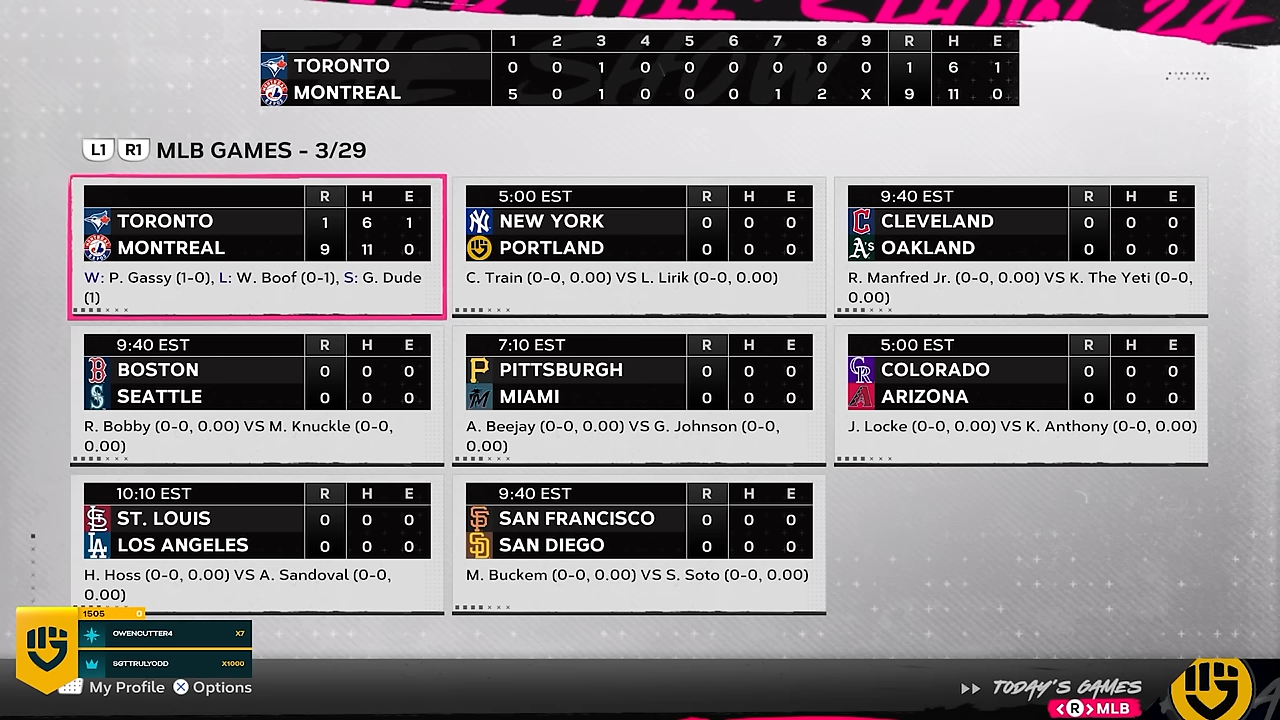 THE SHOW 24
1 2 3 4 5 6 7 8 9 R H E
TORONTO 0 0 1 0 0 0 0 0 0 1 6 1
MONTREAL 5 0 1 0 0 0 1 2 X 9 11 0
L1 R1 MLB GAMES - 3/29
R H E
TORONTO 1 6 1
MONTREAL 9 11 0
W: P. Gassy (1-0), L: W. Boof (0-1), S: G. Dude
(1)
5:00 EST R H E
NEW YORK 0 0 0
PORTLAND 0 0 0
C. Train (0-0, 0.00) VS L. Lirik (0-0, 0.00)
9:40 EST R H E
CLEVELAND 0 0 0
OAKLAND 0 0 0
R. Manfred Jr. (0-0, 0.00) VS K. The Yeti (0-0,
0.00)
9:40 EST R H E
BOSTON 0 0 0
SEATTLE 0 0 0
R. Bobby (0-0, 0.00) VS M. Knuckle (0-0,
0.00)
7:10 EST R H E
PITTSBURGH 0 0 0
MIAMI 0 0 0
A. Beejay (0-0, 0.00) VS G. Johnson (0-0,
0.00)
5:00 EST R H E
COLORADO 0 0 0
ARIZONA 0 0 0
J. Locke (0-0, 0.00) VS K. Anthony (0-0, 0.00)
10:10 EST R H E
ST. LOUIS 0 0 0
LOS ANGELES 0 0 0
H. Hoss (0-0, 0.00) VS A. Sandoval (0-0,
0.00)
9:40 EST R H E
SAN FRANCISCO 0 0 0
SAN DIEGO 0 0 0
M. Buckem (0-0, 0.00) VS S. Soto (0-0, 0.00)
1505 0
OWENCUTTER4 X7
SGTTRULYODD X1000
My Profile Options
TODAY'S GAMES
R MLB